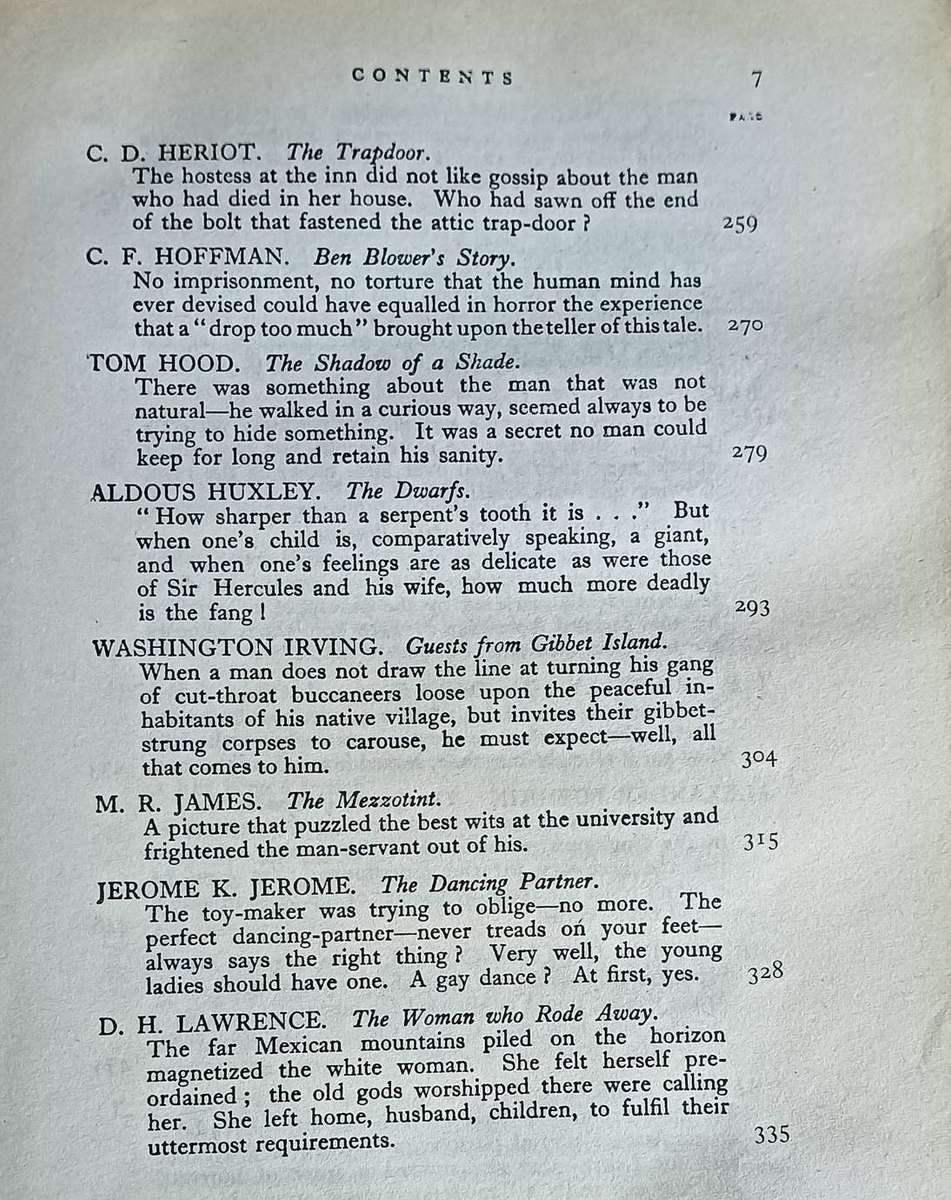 CONTENTS 7
PAGE
C. D. HERIOT. The Trapdoor.
The hostess at the inn did not like gossip about the man
who had died in her house. Who had sawn off the end
of the bolt that fastened the attic trap-door ? 259
C. F. HOFFMAN. Ben Blower's Story.
No imprisonment, no torture that the human mind has
ever devised could have equalled in horror the experience
that a “drop too much” brought upon the teller of this tale. 270
TOM HOOD. The Shadow of a Shade.
There was something about the man that was not
natural—he walked in a curious way, seemed always to be
trying to hide something. It was a secret no man could
keep for long and retain his sanity. 279
ALDOUS HUXLEY. The Dwarfs.
“How sharper than a serpent's tooth it is . . .” But
when one's child is, comparatively speaking, a giant,
and when one's feelings are as delicate as were those
of Sir Hercules and his wife, how much more deadly
is the fang ! 293
WASHINGTON IRVING. Guests from Gibbet Island.
When a man does not draw the line at turning his gang
of cut-throat buccaneers loose upon the peaceful in-
habitants of his native village, but invites their gibbet-
strung corpses to carouse, he must expect—well, all
that comes to him. 304
M. R. JAMES. The Mezzotint.
A picture that puzzled the best wits at the university and
frightened the man-servant out of his. 315
JEROME K. JEROME. The Dancing Partner.
The toy-maker was trying to oblige—no more. The
perfect dancing-partner—never treads on your feet—
always says the right thing ? Very well, the young
ladies should have one. A gay dance ? At first, yes. 328
D. H. LAWRENCE. The Woman who Rode Away.
The far Mexican mountains piled on the horizon
magnetized the white woman. She felt herself pre-
ordained ; the old gods worshipped there were calling
her. She left home, husband, children, to fulfil their
uttermost requirements. 335